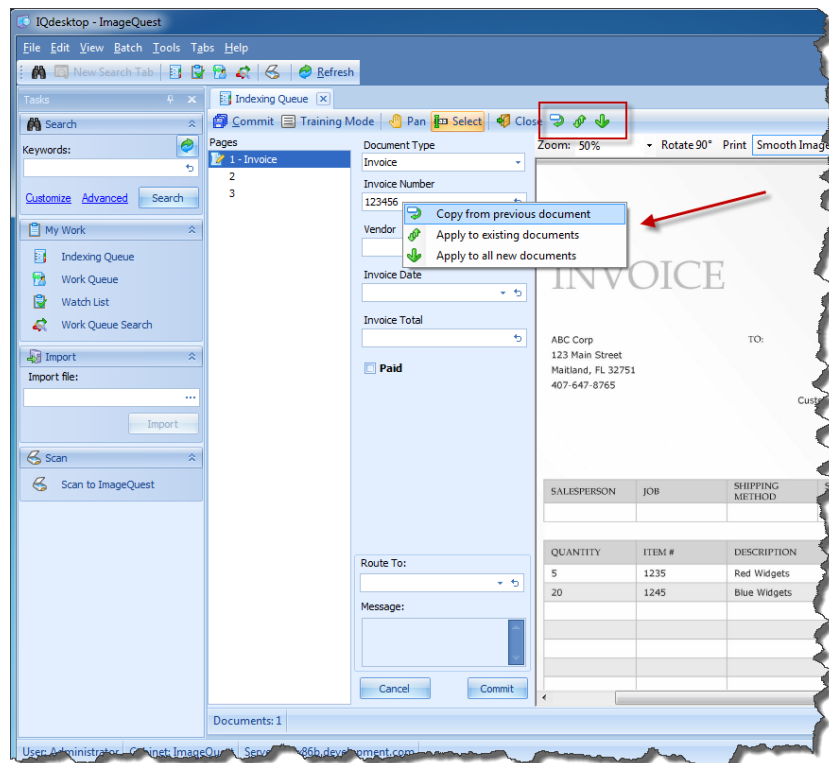 IQdesktop - ImageQuest
File Edit View Batch Tools Tabs Help
New Search Tab Refresh
Tasks
Indexing Queue
Search
Keywords:
Customize Advanced Search
My Work
Indexing Queue
Work Queue
Watch List
Work Queue Search
Import
Import file:
...
Import
Scan
Scan to ImageQuest
Commit Training Mode Pan Select Close
Pages
1 - Invoice
2
3
Document Type
Invoice
Invoice Number
123456
Copy from previous document
Apply to existing documents
Apply to all new documents
Vendor
Invoice Date
Invoice Total
Paid
Route To:
Message:
Cancel Commit
Zoom: 50% Rotate 90° Print Smooth Image
INVOICE
ABC Corp TO:
123 Main Street
Maitland, FL 32751
407-647-8765
SALESPERSON JOB SHIPPING METHOD
QUANTITY ITEM # DESCRIPTION
5 1235 Red Widgets
20 1245 Blue Widgets
Documents: 1
User: Administrator